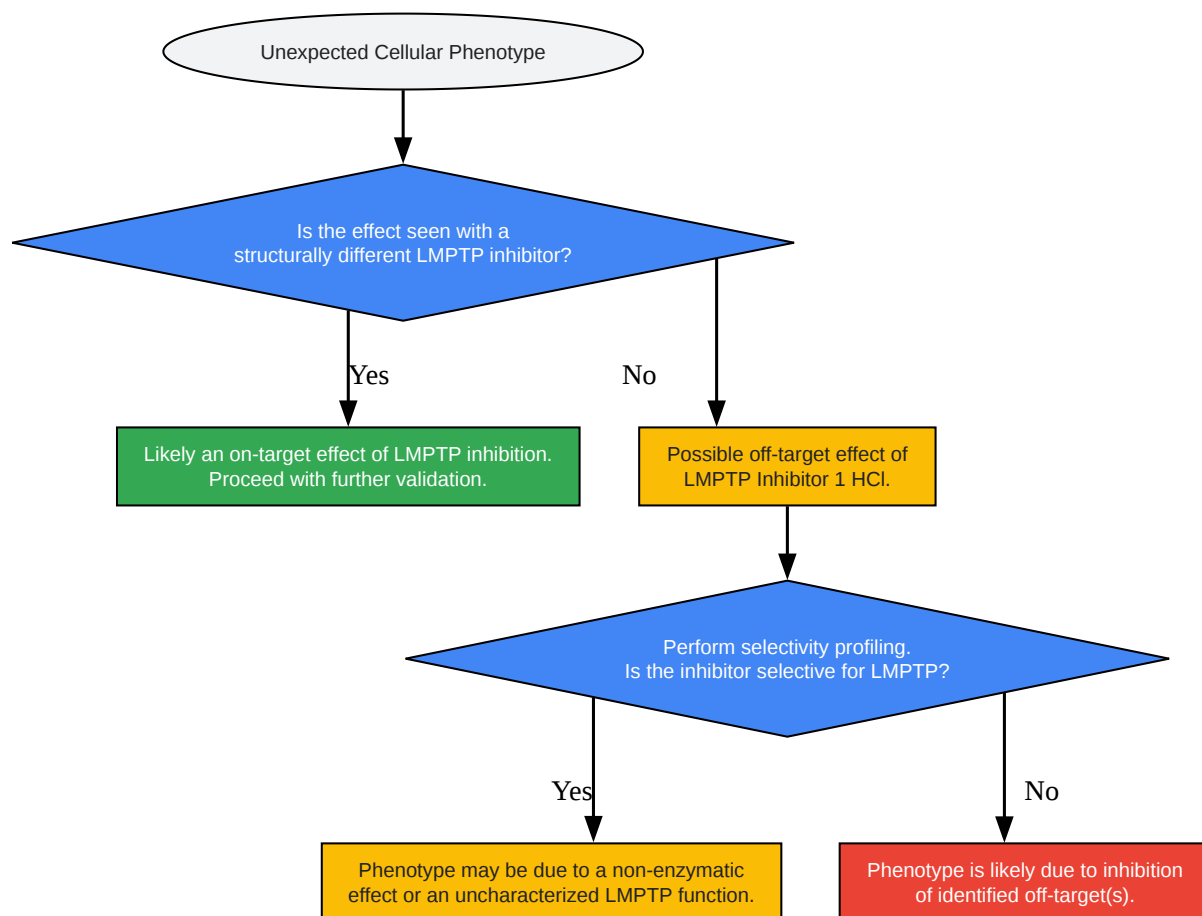 Unexpected Cellular Phenotype
Is the effect seen with a
structurally different LMPTP inhibitor?
Yes
No
Likely an on-target effect of LMPTP inhibition.
Proceed with further validation.
Possible off-target effect of
LMPTP Inhibitor 1 HCl.
Perform selectivity profiling.
Is the inhibitor selective for LMPTP?
Yes
No
Phenotype may be due to a non-enzymatic
effect or an uncharacterized LMPTP function.
Phenotype is likely due to inhibition
of identified off-target(s).